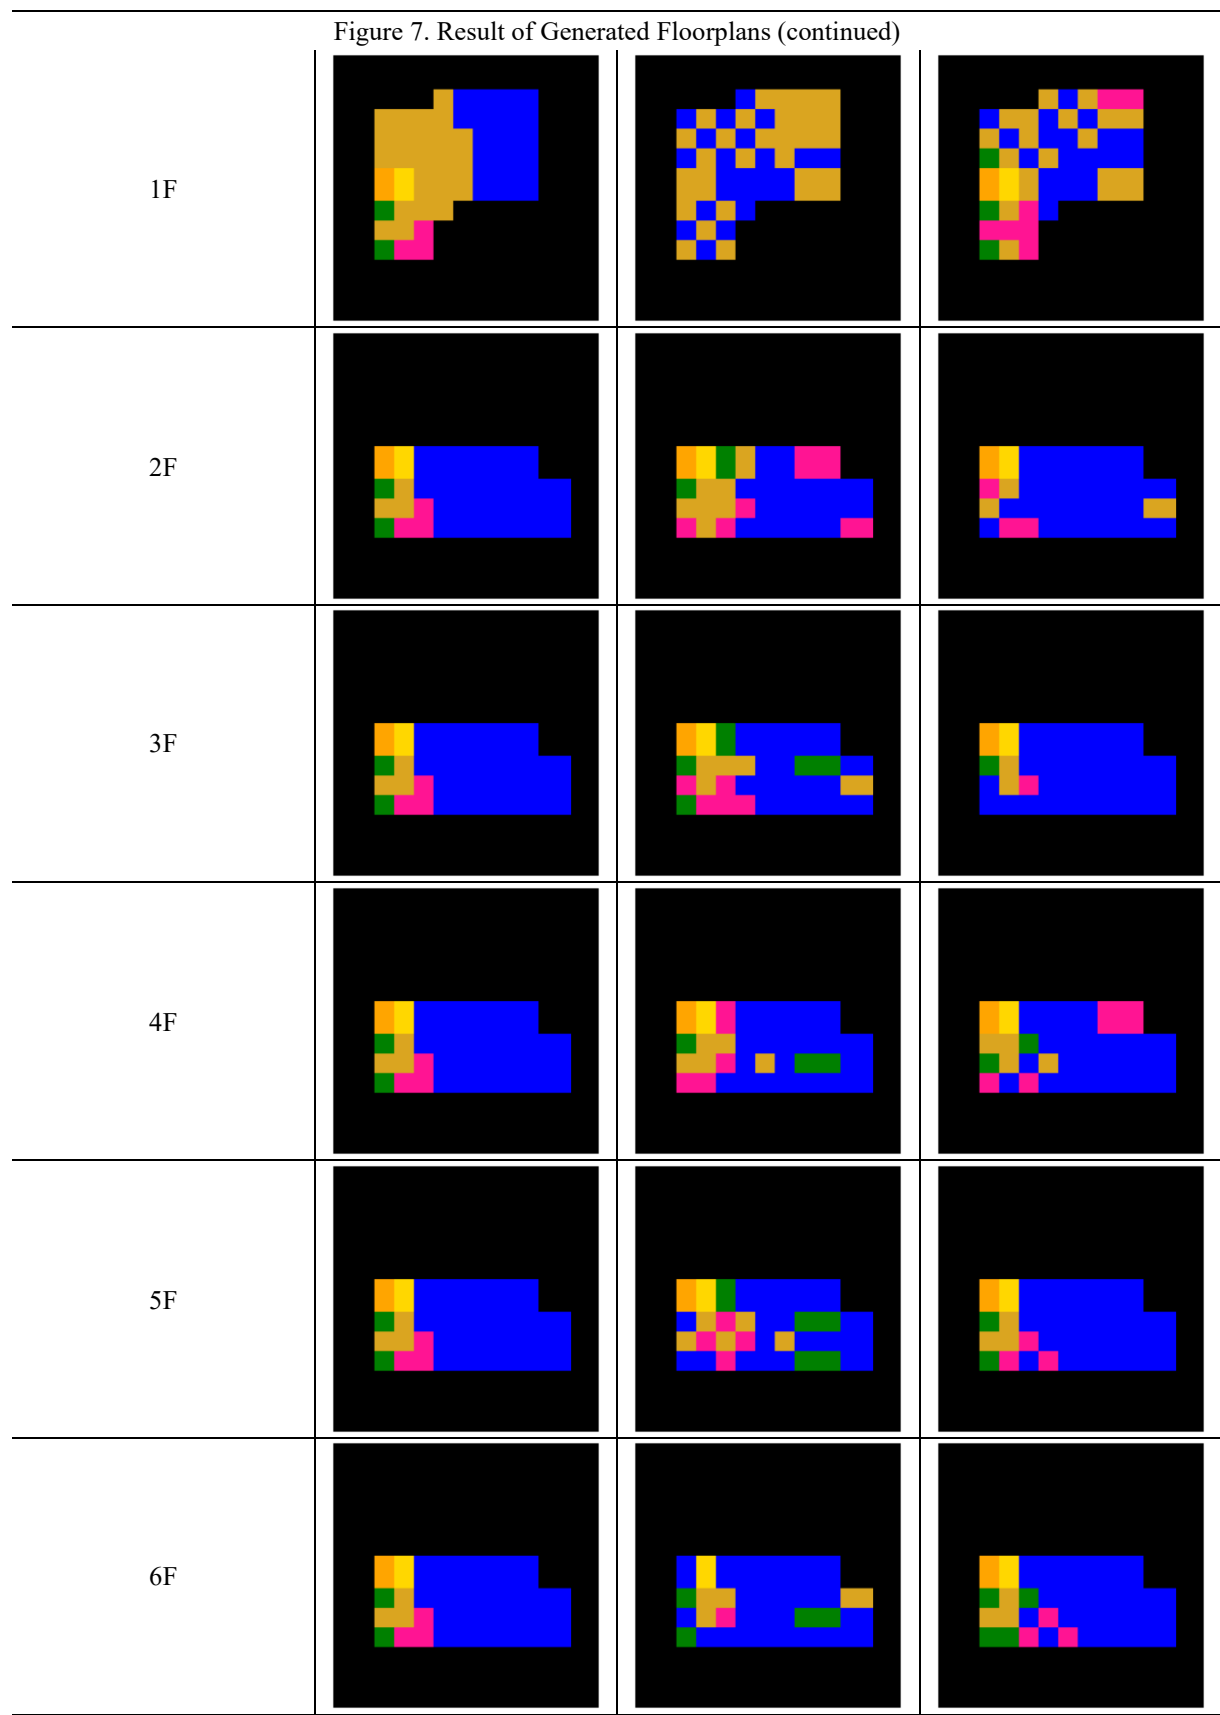 Figure 7. Result of Generated Floorplans (continued)
1F
2F
3F
4F
5F
6F